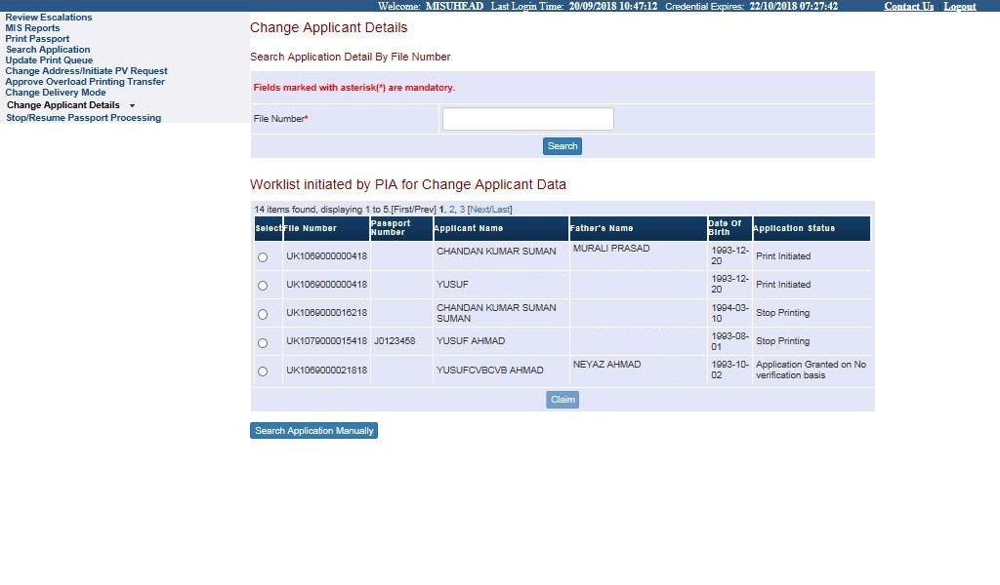 Welcome: MISUHEAD Last Login Time: 20/09/2018 10:47:12 Credential Expires: 22/10/2018 07:27:42 Contact Us Logout
Review Escalations
MIS Reports
Print Passport
Search Application
Update Print Queue
Change Address/Initiate PV Request
Approve Overload Printing Transfer
Change Delivery Mode
Change Applicant Details
Stop/Resume Passport Processing
Change Applicant Details
Search Application Detail By File Number
Fields marked with asterisk(*) are mandatory.
File Number*
Search
Worklist initiated by PIA for Change Applicant Data
14 items found, displaying 1 to 5.[First/Prev] 1, 2, 3 [Next/Last]
Select File Number Passport Number Applicant Name Father's Name Date Of Birth Application Status
UK1069000000418 CHANDAN KUMAR SUMAN MURALI PRASAD 1993-12-20 Print Initiated
UK1069000000418 YUSUF 1993-12-20 Print Initiated
UK1069000016218 CHANDAN KUMAR SUMAN SUMAN 1994-03-10 Stop Printing
UK1079000015418 J0123458 YUSUF AHMAD 1993-08-01 Stop Printing
UK1069000021818 YUSUFCVBCVB AHMAD NEYAZ AHMAD 1993-10-02 Application Granted on No verification basis
Claim
Search Application Manually